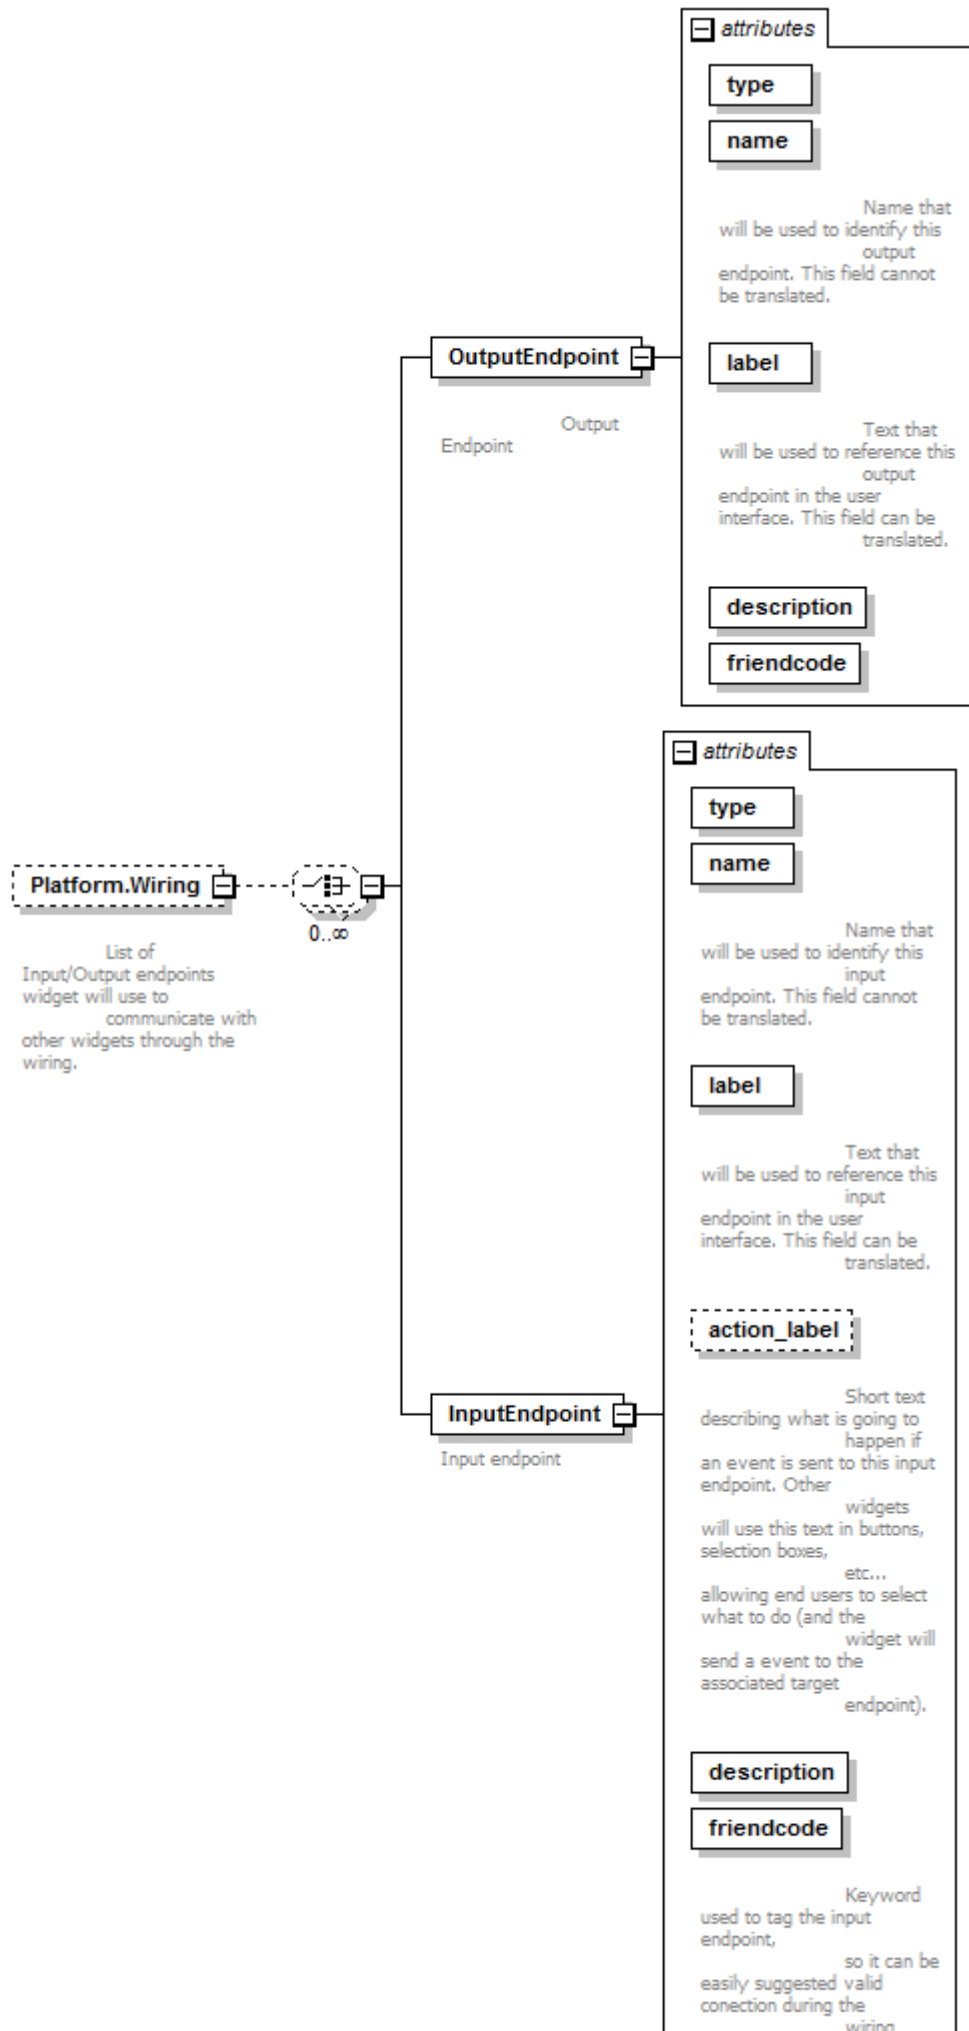 attributes
type
name
Name that
will be used to identify this
output
endpoint. This field cannot
be translated.
OutputEndpoint
label
Output
Endpoint
Text that
will be used to reference this
output
endpoint in the user
interface. This field can be
translated.
description
friendcode
attributes
type
name
Platform.Wiring
0..∞
List of
Input/Output endpoints
widget will use to
communicate with
other widgets through the
wiring.
Name that
will be used to identify this
input
endpoint. This field cannot
be translated.
label
Text that
will be used to reference this
input
endpoint in the user
interface. This field can be
translated.
action_label
InputEndpoint
Input endpoint
Short text
describing what is going to
happen if
an event is sent to this input
endpoint. Other
widgets
will use this text in buttons,
selection boxes,
etc...
allowing end users to select
what to do (and the
widget will
send a event to the
associated target
endpoint).
description
friendcode
Keyword
used to tag the input
endpoint,
so it can be
easily suggested valid
conection during the
wiring